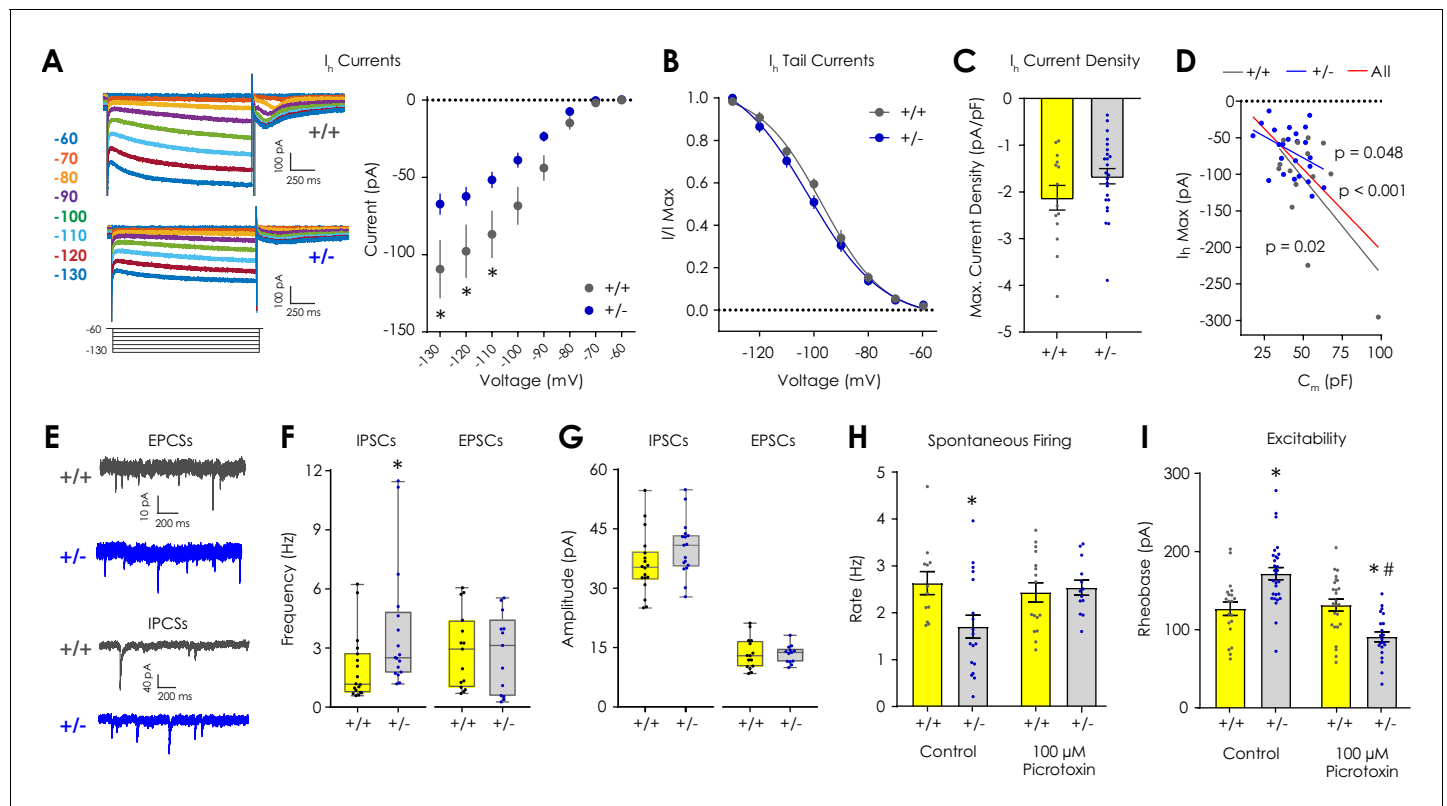 A
I_h Currents
-60
-70
-80
-90
-100
-110
-120
-130
+/+
100 pA
250 ms
+/-
100 pA
250 ms
-60
-130
Current (pA)
0
-50
-100
-150
* * *
+/+
+/-
-130 -120 -110 -100 -90 -80 -70 -60
Voltage (mV)
B
I_h Tail Currents
+/+
+/-
I/I Max
1.0
0.8
0.6
0.4
0.2
0.0
-120 -100 -80 -60
Voltage (mV)
C
I_h Current Density
Max. Current Density (pA/pF)
0
-1
-2
-3
-4
-5
+/+ +/-
D
+/+ +/- All
I_h Max (pA)
0
-50
-100
-150
-200
-250
-300
p = 0.048
p < 0.001
p = 0.02
25 50 75 100
C_m (pF)
E
EPCSs
+/+
10 pA
200 ms
+/-
IPCSs
+/+
40 pA
200 ms
+/-
F
IPSCs EPSCs
*
Frequency (Hz)
12
9
6
3
0
+/+ +/- +/+ +/-
G
IPSCs EPSCs
Amplitude (pA)
60
45
30
15
0
+/+ +/- +/+ +/-
H
Spontaneous Firing
*
Rate (Hz)
5
4
3
2
1
0
+/+ +/- +/+ +/-
Control 100 µM
Picrotoxin
I
Excitability
*
* #
Rheobase (pA)
300
200
100
0
+/+ +/- +/+ +/-
Control 100 µM
Picrotoxin